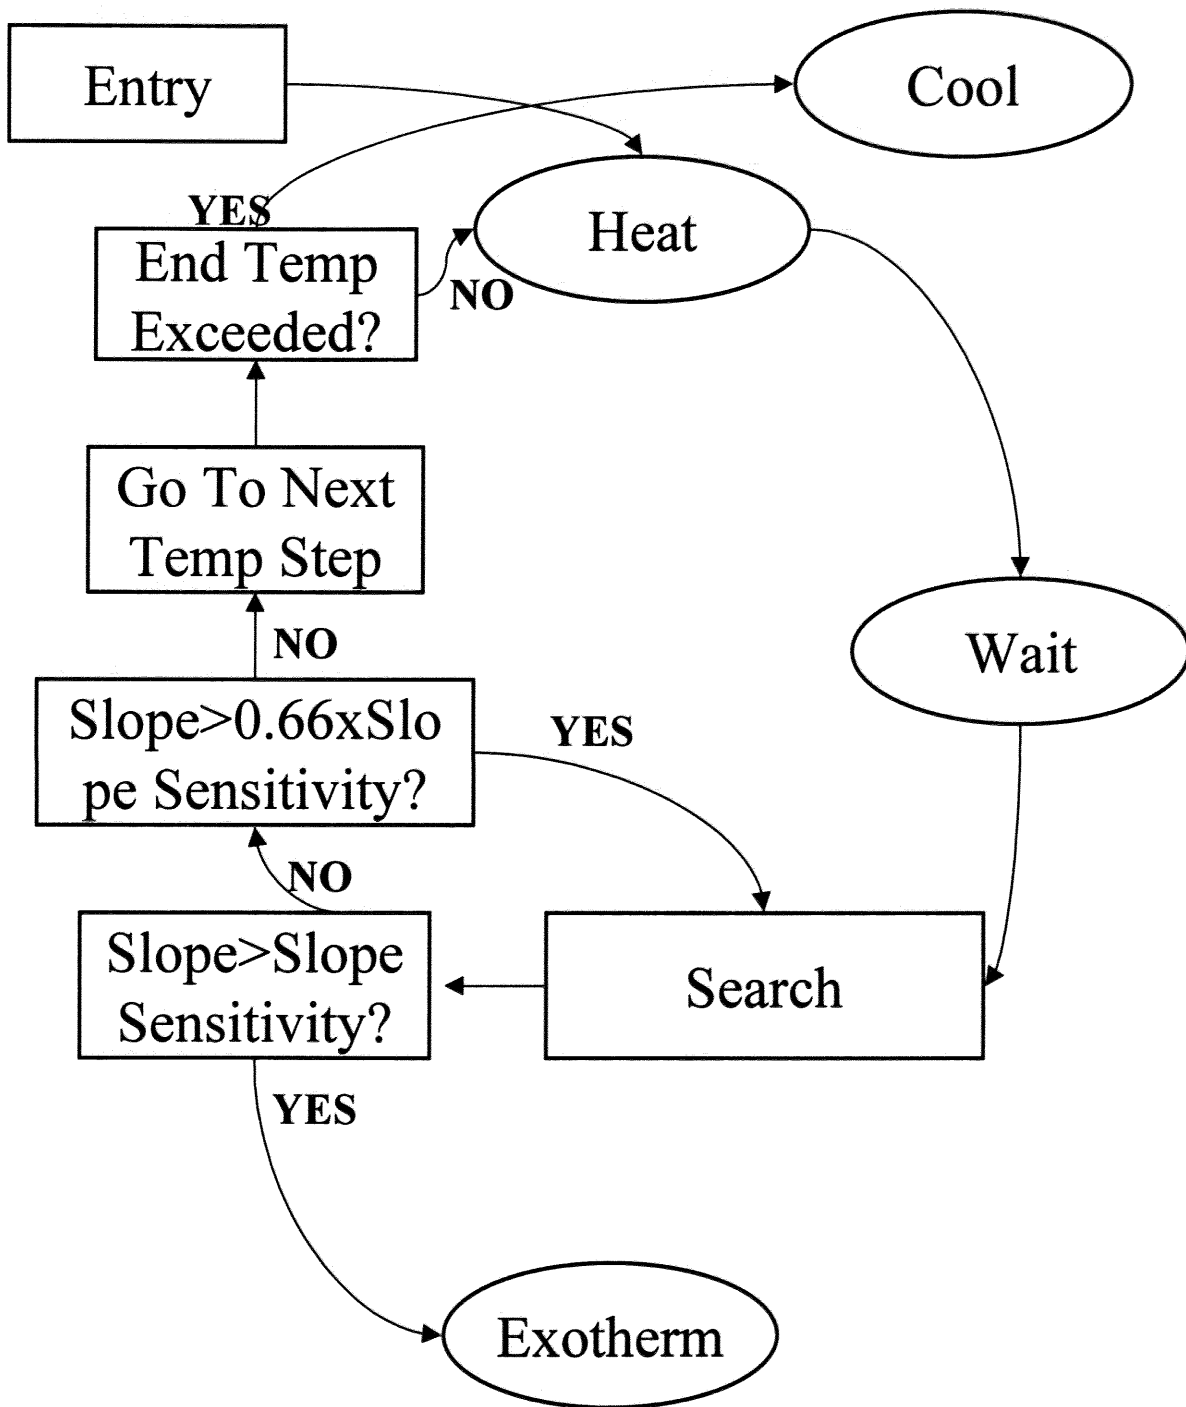 Entry
Cool
YES
Heat
End Temp
Exceeded?
NO
Go To Next
Temp Step
NO
Wait
Slope>0.66xSlo
pe Sensitivity?
YES
NO
Slope>Slope
Sensitivity?
Search
YES
Exotherm